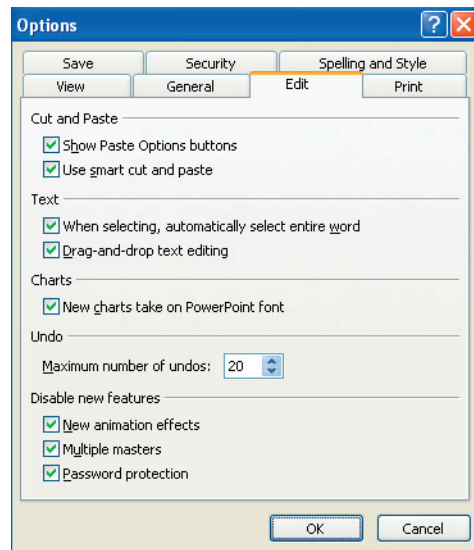 Options
Save Security Spelling and Style
View General Edit Print
Cut and Paste
Show Paste Options buttons
Use smart cut and paste
Text
When selecting, automatically select entire word
Drag-and-drop text editing
Charts
New charts take on PowerPoint font
Undo
Maximum number of undos: 20
Disable new features
New animation effects
Multiple masters
Password protection
OK Cancel